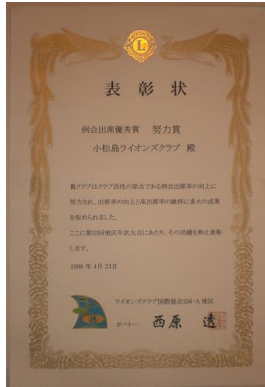 L
表彰状
例会出席優秀賞 努力賞
小松島ライオンズクラブ 殿
貴クラブはクラブ活性の原点である例会出席率の向上に
努力され、出席率の向上と高出席率の維持に多大の成果
を収められました。
ここに第52回地区年次大会にあたり、その功績を称え表彰
します。
2006 年 4月 23日
ライオンズクラブ国際協会336-A 地区
ガバナー 西原 透